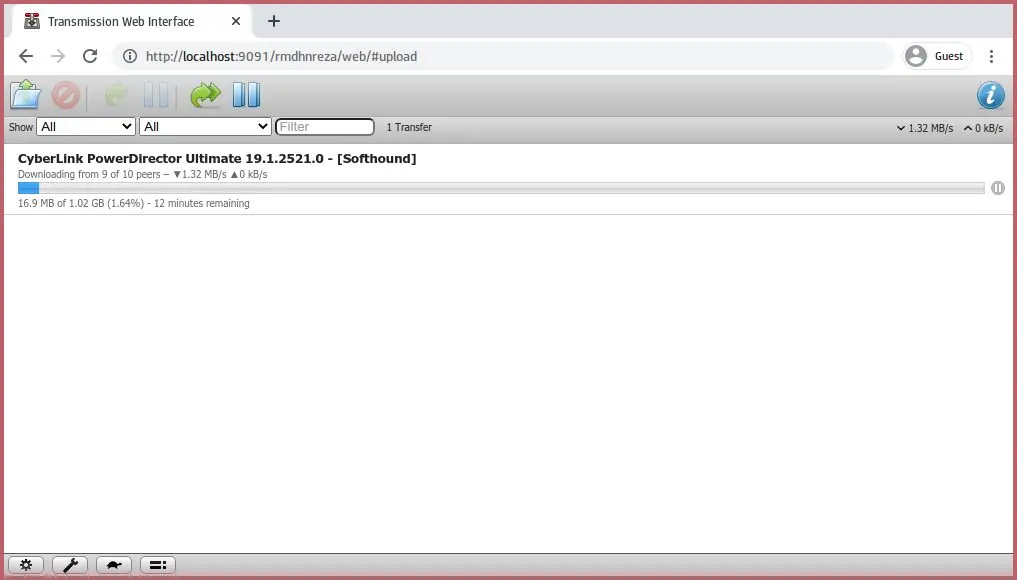 Transmission Web Interface
http://localhost:9091/rmdhnreza/web/#upload
Guest
Show All All Filter 1 Transfer 1.32 MB/s 0 kB/s
CyberLink PowerDirector Ultimate 19.1.2521.0 - [Softhound]
Downloading from 9 of 10 peers – ▼1.32 MB/s ▲0 kB/s
16.9 MB of 1.02 GB (1.64%) - 12 minutes remaining